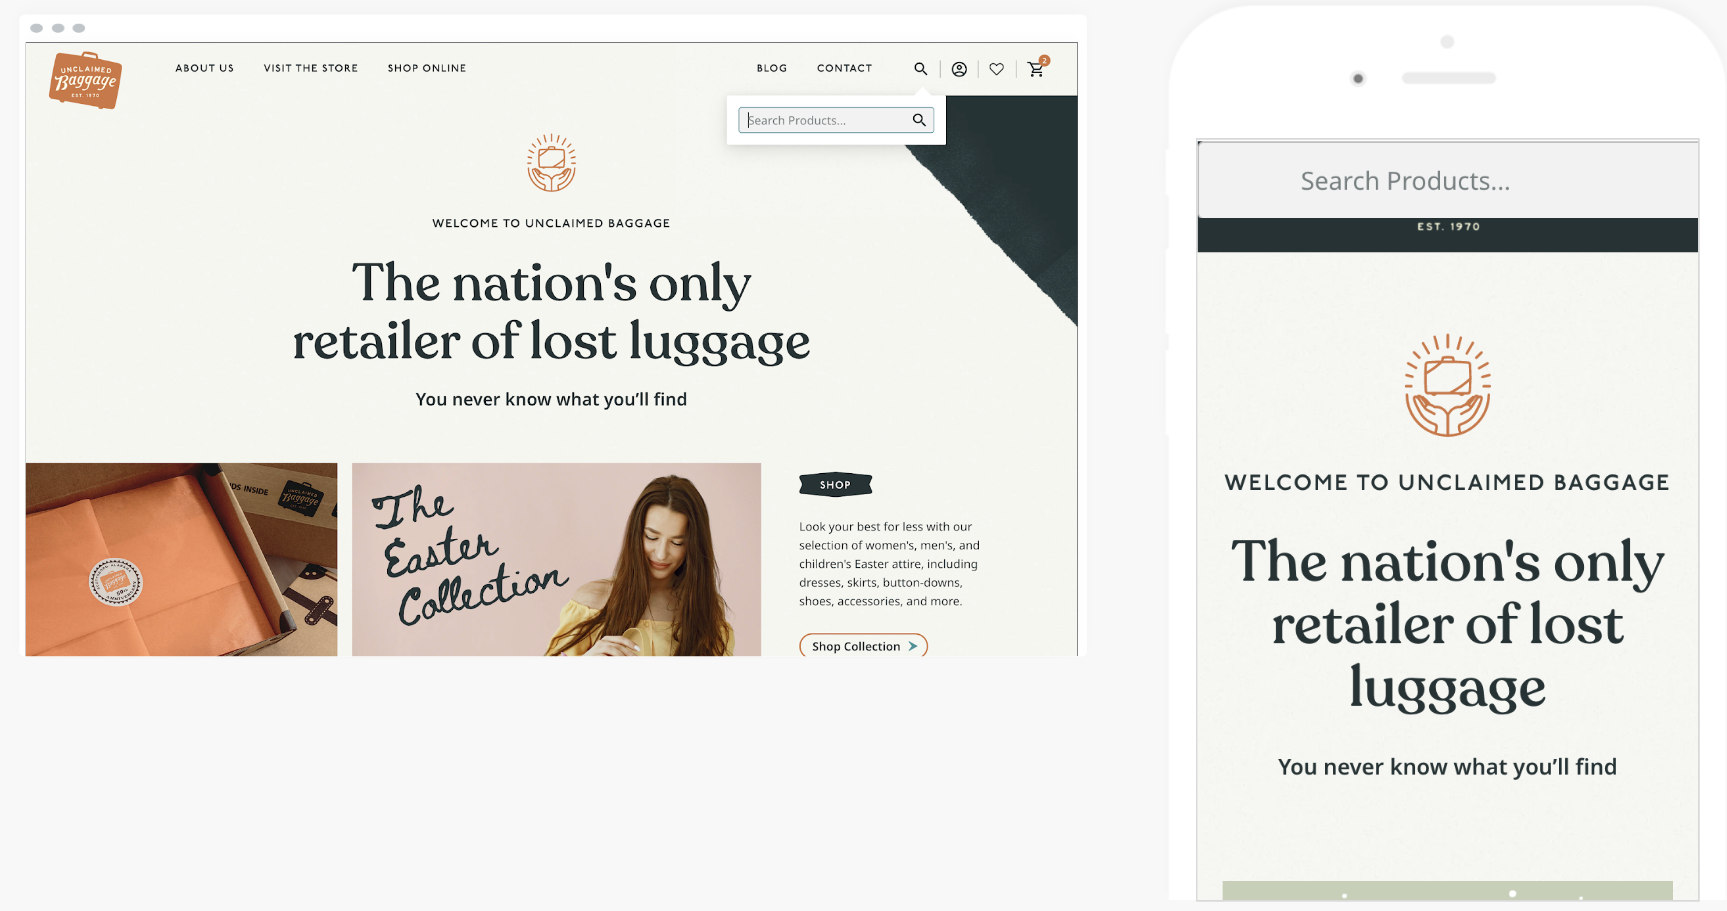 UNCLAIMED
Baggage
EST. 1970
ABOUT US
VISIT THE STORE
SHOP ONLINE
BLOG
CONTACT
2
Search Products...
WELCOME TO UNCLAIMED BAGGAGE
The nation's only
retailer of lost luggage
You never know what you'll find
DS INSIDE
UNCLAIMED
Baggage
Baggage
The
Easter
Collection
SHOP
Look your best for less with our
selection of women's, men's, and
children's Easter attire, including
dresses, skirts, button-downs,
shoes, accessories, and more.
Shop Collection
Search Products...
EST. 1970
WELCOME TO UNCLAIMED BAGGAGE
The nation's only
retailer of lost
luggage
You never know what you'll find